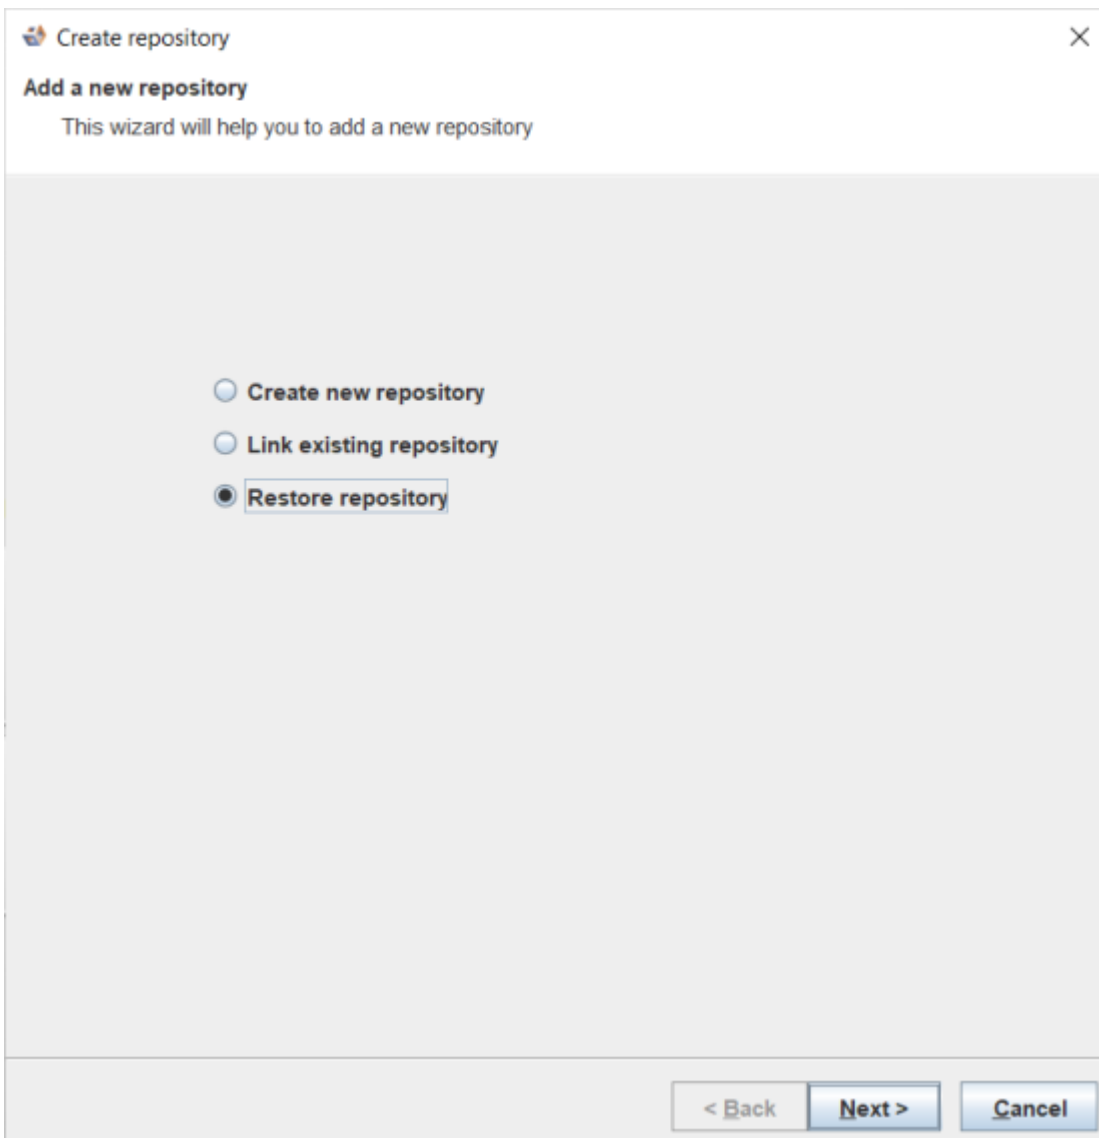 Create repository
Add a new repository
This wizard will help you to add a new repository
Create new repository
Link existing repository
Restore repository
< Back
Next >
Cancel